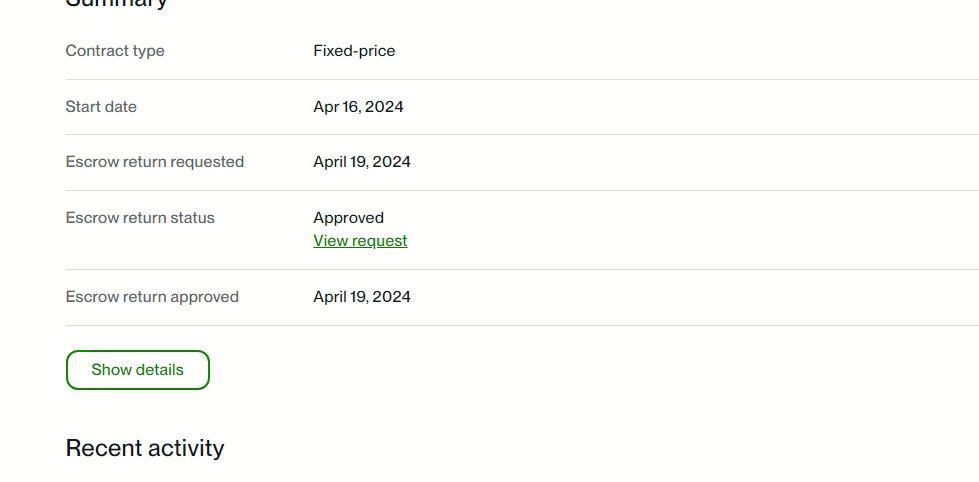 Summary
Contract type
Fixed-price
Start date
Apr 16, 2024
Escrow return requested
April 19, 2024
Escrow return status
Approved
View request
Escrow return approved
April 19, 2024
Show details
Recent activity